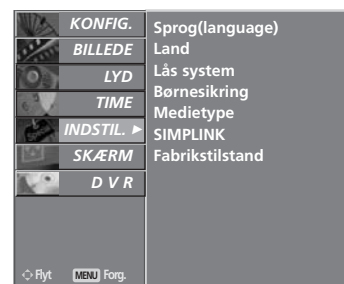 KONFIG.
BILLEDE
LYD
TIME
INDSTIL. ►
SKÆRM
D V R
Sprog(language)
Land
Lås system
Børnesikring
Medietype
SIMPLINK
Fabrikstilstand
Flyt MENU Forg.